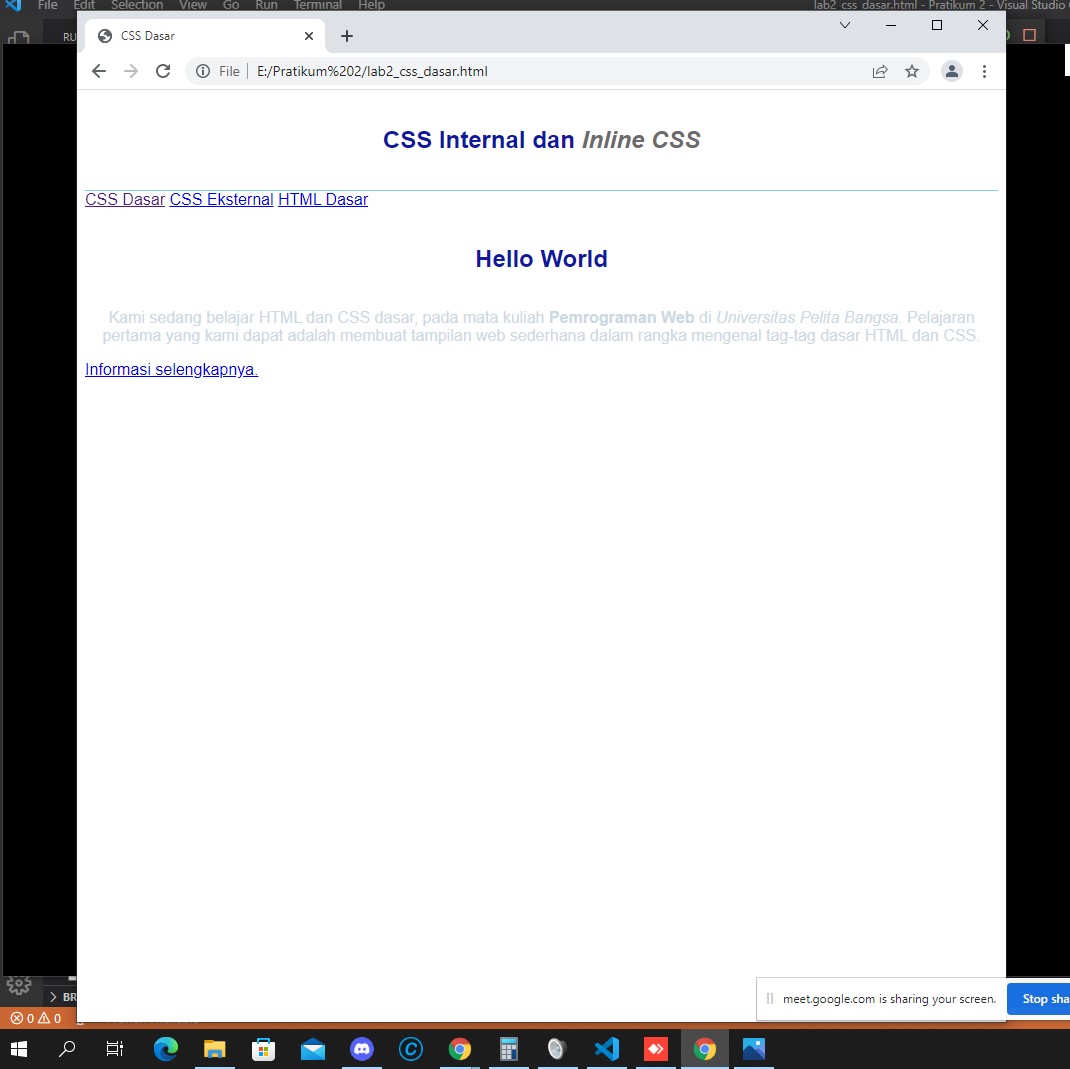 File Edit Selection View Go Run Terminal Help
lab2_css_dasar.html - Pratikum 2 - Visual Studio
RU
CSS Dasar
File E:/Pratikum%202/lab2_css_dasar.html
CSS Internal dan Inline CSS
CSS Dasar CSS Eksternal HTML Dasar
Hello World
Kami sedang belajar HTML dan CSS dasar, pada mata kuliah Pemrograman Web di Universitas Pelita Bangsa. Pelajaran
pertama yang kami dapat adalah membuat tampilan web sederhana dalam rangka mengenal tag-tag dasar HTML dan CSS.
Informasi selengkapnya.
BR
meet.google.com is sharing your screen.
Stop sha
0 0